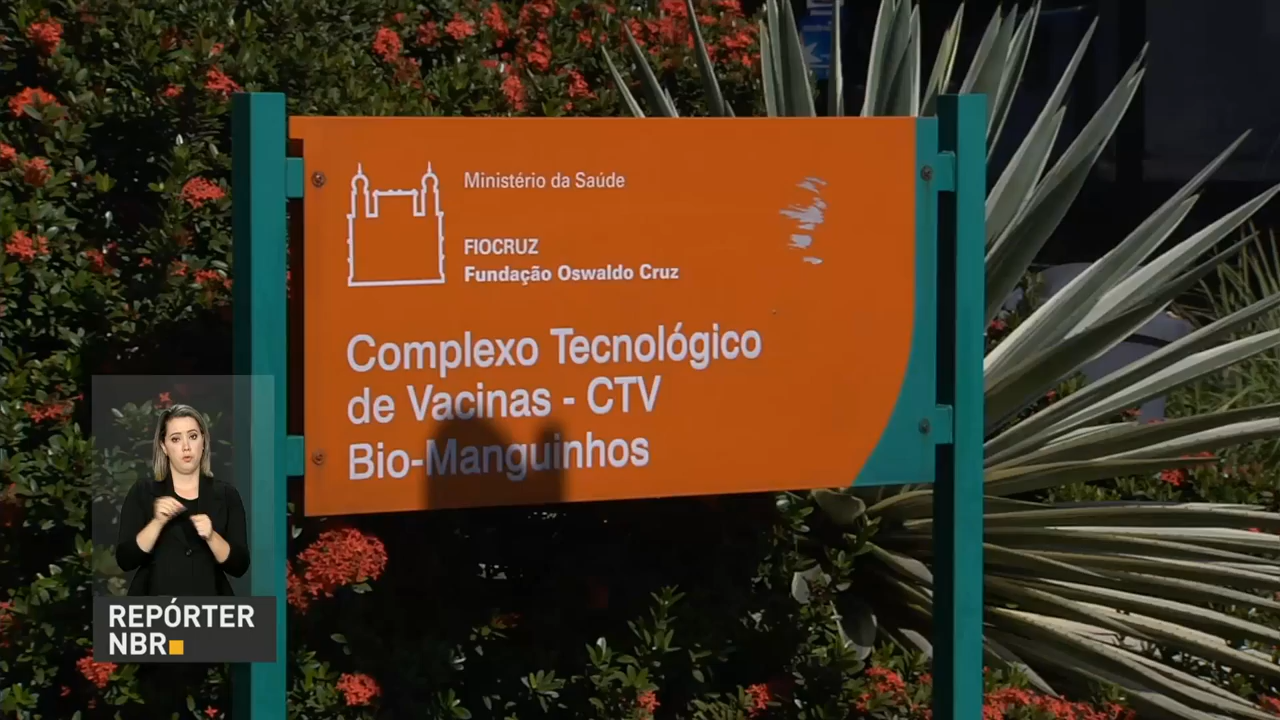 Ministério da Saúde
FIOCRUZ
Fundação Oswaldo Cruz
Complexo Tecnológico
de Vacinas - CTV
Bio-Manguinhos
REPÓRTER
NBR